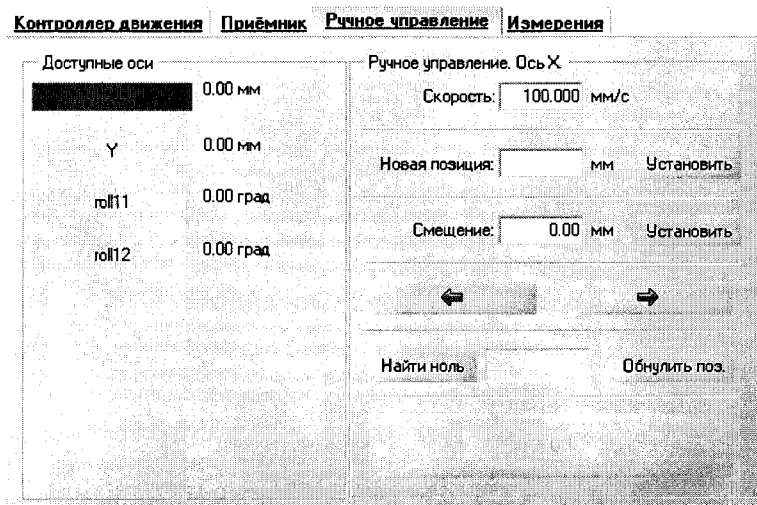 Контроллер движения Приёмник Ручное управление Измерения
Доступные оси
0.00 мм
Y 0.00 мм
roll11 0.00 град
roll12 0.00 град
Ручное управление. Ось X.
Скорость: 100.000 мм/с
Новая позиция: мм Установить
Смещение: 0.00 мм Установить
Найти ноль Обнулить поз.